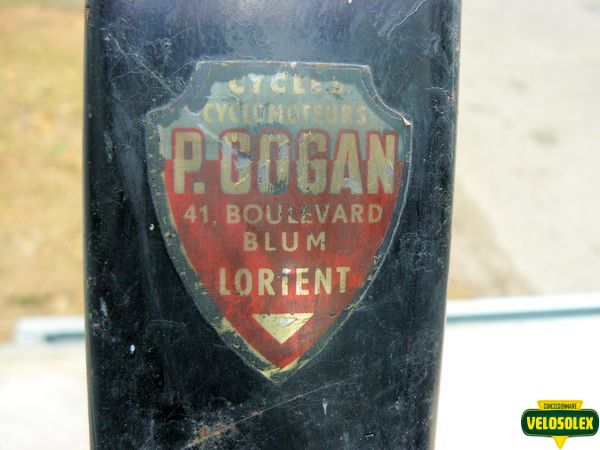 CYCLES
CYCLOMOTEURS
P. COGAN
41, BOULEVARD
BLUM
LORIENT
CONCESSIONNAIRE
VELOSOLEX